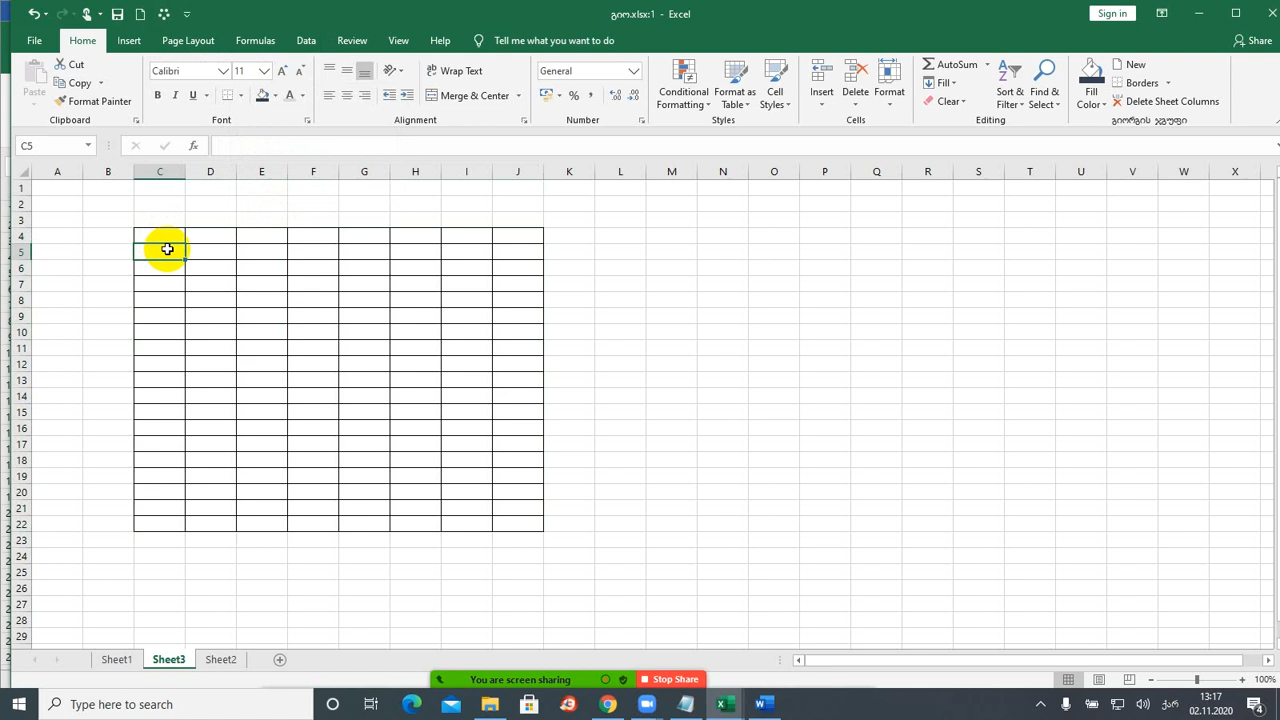 გიო.xlsx:1 - Excel
Sign in
File Home Insert Page Layout Formulas Data Review View Help Tell me what you want to do Share
Paste
Cut
Copy
Format Painter
Clipboard
Calibri 11
B I U
Font
Wrap Text
Merge & Center
Alignment
General
Number
Conditional Formatting
Format as Table
Cell Styles
Styles
Insert
Delete
Format
Cells
AutoSum
Fill
Clear
Sort & Filter
Find & Select
Editing
Fill Color
New
Borders
Delete Sheet Columns
გიორგის ჯგუფი
C5
fx
A B C D E F G H I J K L M N O P Q R S T U V W X
1
2
3
4
5
6
7
8
9
10
11
12
13
14
15
16
17
18
19
20
21
22
23
24
25
26
27
28
29
Sheet1 Sheet3 Sheet2
You are screen sharing Stop Share
100%
Type here to search
ქარ
13:17
02.11.2020
4